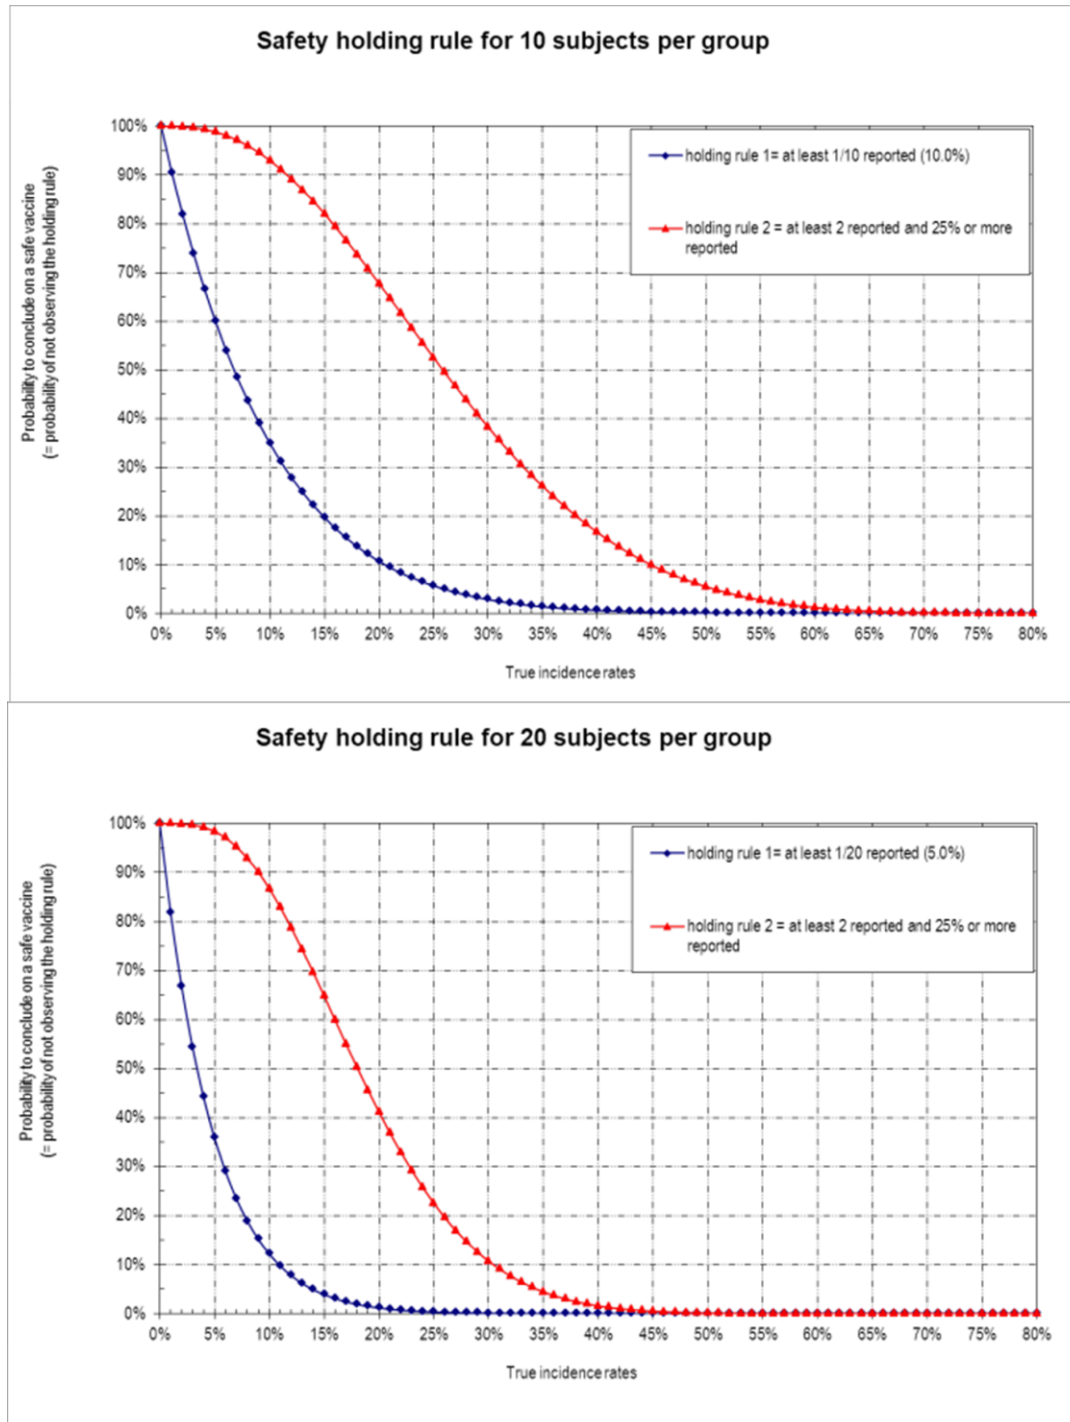 Safety holding rule for 10 subjects per group
Probability to conclude on a safe vaccine
(= probability of not observing the holding rule)
100%
90%
80%
70%
60%
50%
40%
30%
20%
10%
0%
holding rule 1= at least 1/10 reported (10.0%)
holding rule 2 = at least 2 reported and 25% or more
reported
0% 5% 10% 15% 20% 25% 30% 35% 40% 45% 50% 55% 60% 65% 70% 75% 80%
True incidence rates
Safety holding rule for 20 subjects per group
Probability to conclude on a safe vaccine
(= probability of not observing the holding rule)
100%
90%
80%
70%
60%
50%
40%
30%
20%
10%
0%
holding rule 1= at least 1/20 reported (5.0%)
holding rule 2 = at least 2 reported and 25% or more
reported
0% 5% 10% 15% 20% 25% 30% 35% 40% 45% 50% 55% 60% 65% 70% 75% 80%
True incidence rates